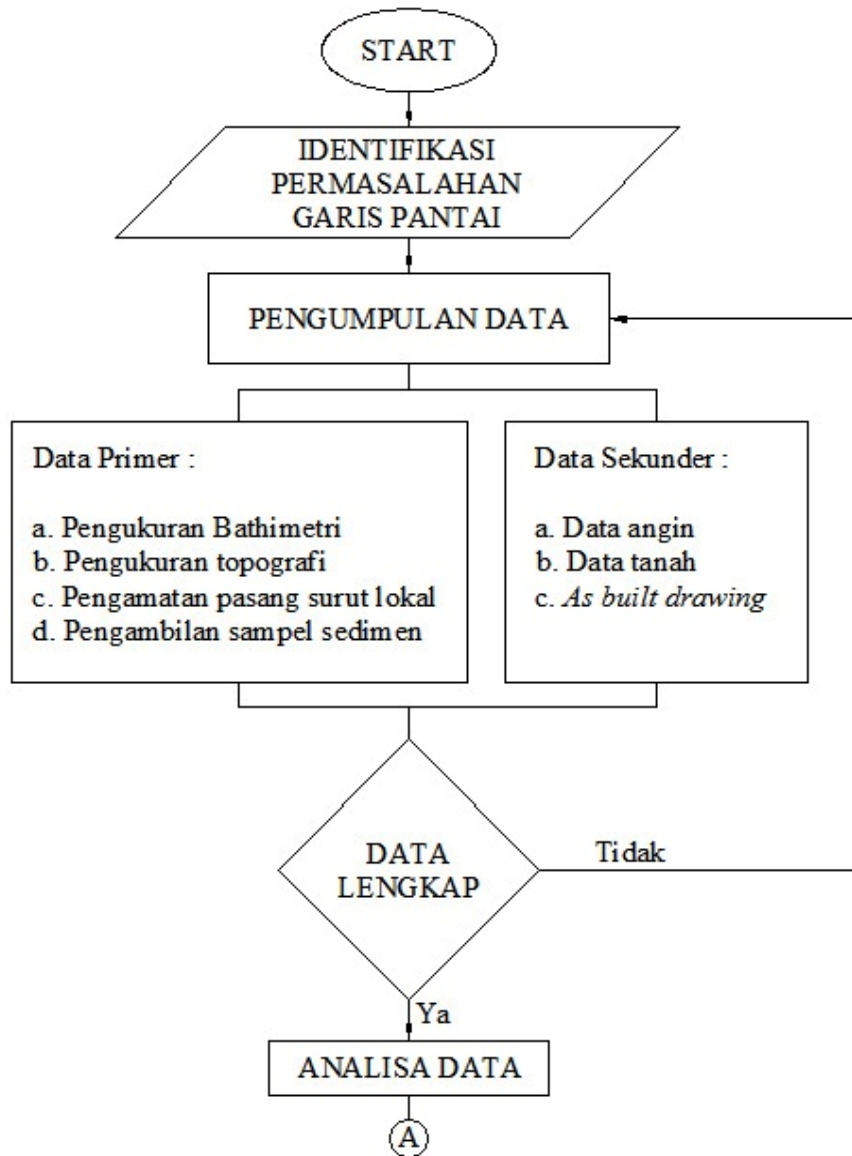 START
IDENTIFIKASI
PERMASALAHAN
GARIS PANTAI
PENGUMPULAN DATA
Data Primer :
a. Pengukuran Bathimetri
b. Pengukuran topografi
c. Pengamatan pasang surut lokal
d. Pengambilan sampel sedimen
Data Sekunder :
a. Data angin
b. Data tanah
c. As built drawing
DATA
LENGKAP
Tidak
Ya
ANALISA DATA
A